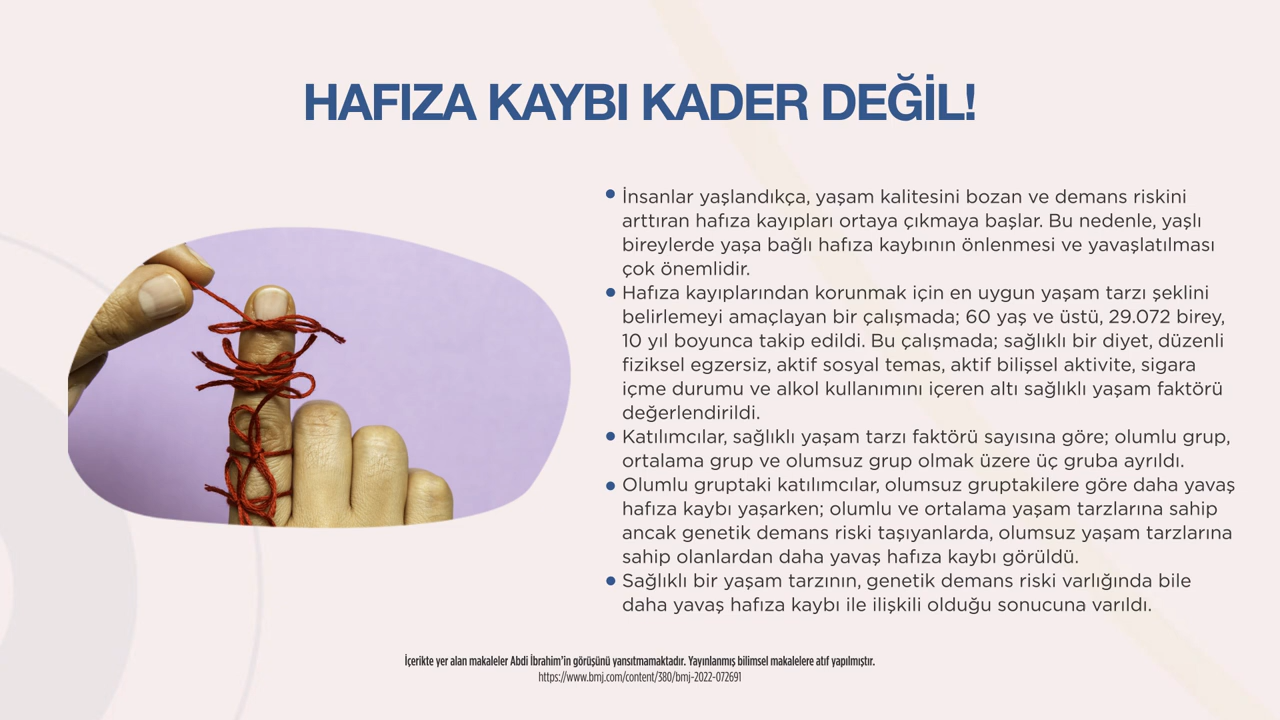 HAFIZA KAYBI KADER DEĞİL!
İnsanlar yaşlandıkça, yaşam kalitesini bozan ve demans riskini
arttıran hafıza kayıpları ortaya çıkmaya başlar. Bu nedenle, yaşlı
bireylerde yaşa bağlı hafıza kaybının önlenmesi ve yavaşlatılması
çok önemlidir.
Hafıza kayıplarından korunmak için en uygun yaşam tarzı şeklini
belirlemeyi amaçlayan bir çalışmada; 60 yaş ve üstü, 29.072 birey,
10 yıl boyunca takip edildi. Bu çalışmada; sağlıklı bir diyet, düzenli
fiziksel egzersiz, aktif sosyal temas, aktif bilişsel aktivite, sigara
içme durumu ve alkol kullanımını içeren altı sağlıklı yaşam faktörü
değerlendirildi.
Katılımcılar, sağlıklı yaşam tarzı faktörü sayısına göre; olumlu grup,
ortalama grup ve olumsuz grup olmak üzere üç gruba ayrıldı.
Olumlu gruptaki katılımcılar, olumsuz gruptakilere göre daha yavaş
hafıza kaybı yaşarken; olumlu ve ortalama yaşam tarzlarına sahip
ancak genetik demans riski taşıyanlarda, olumsuz yaşam tarzlarına
sahip olanlardan daha yavaş hafıza kaybı görüldü.
Sağlıklı bir yaşam tarzının, genetik demans riski varlığında bile
daha yavaş hafıza kaybı ile ilişkili olduğu sonucuna varıldı.
İçerikte yer alan makaleler Abdi İbrahim'in görüşünü yansıtmamaktadır. Yayınlanmış bilimsel makalelere atıf yapılmıştır.
https://www.bmj.com/content/380/bmj-2022-072691